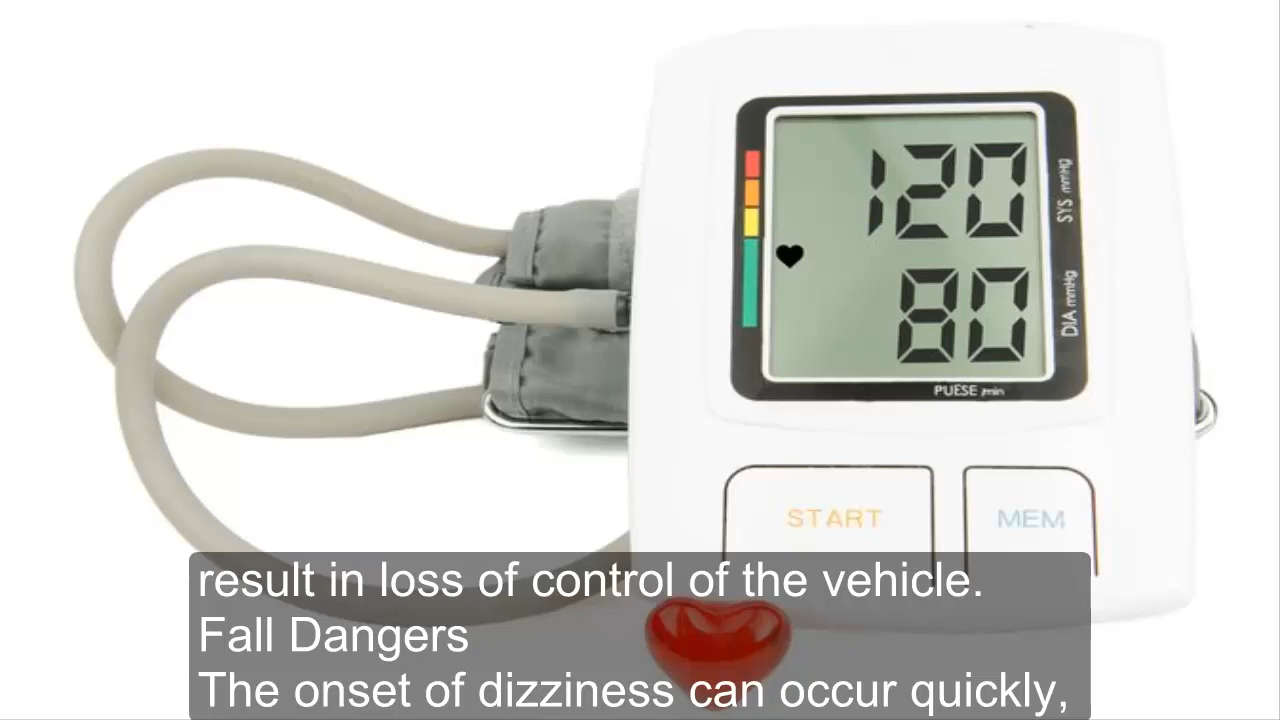 120
SYS mmHg
80
DIA mmHg
PUESE /min
START
MEM
result in loss of control of the vehicle.
Fall Dangers
The onset of dizziness can occur quickly,